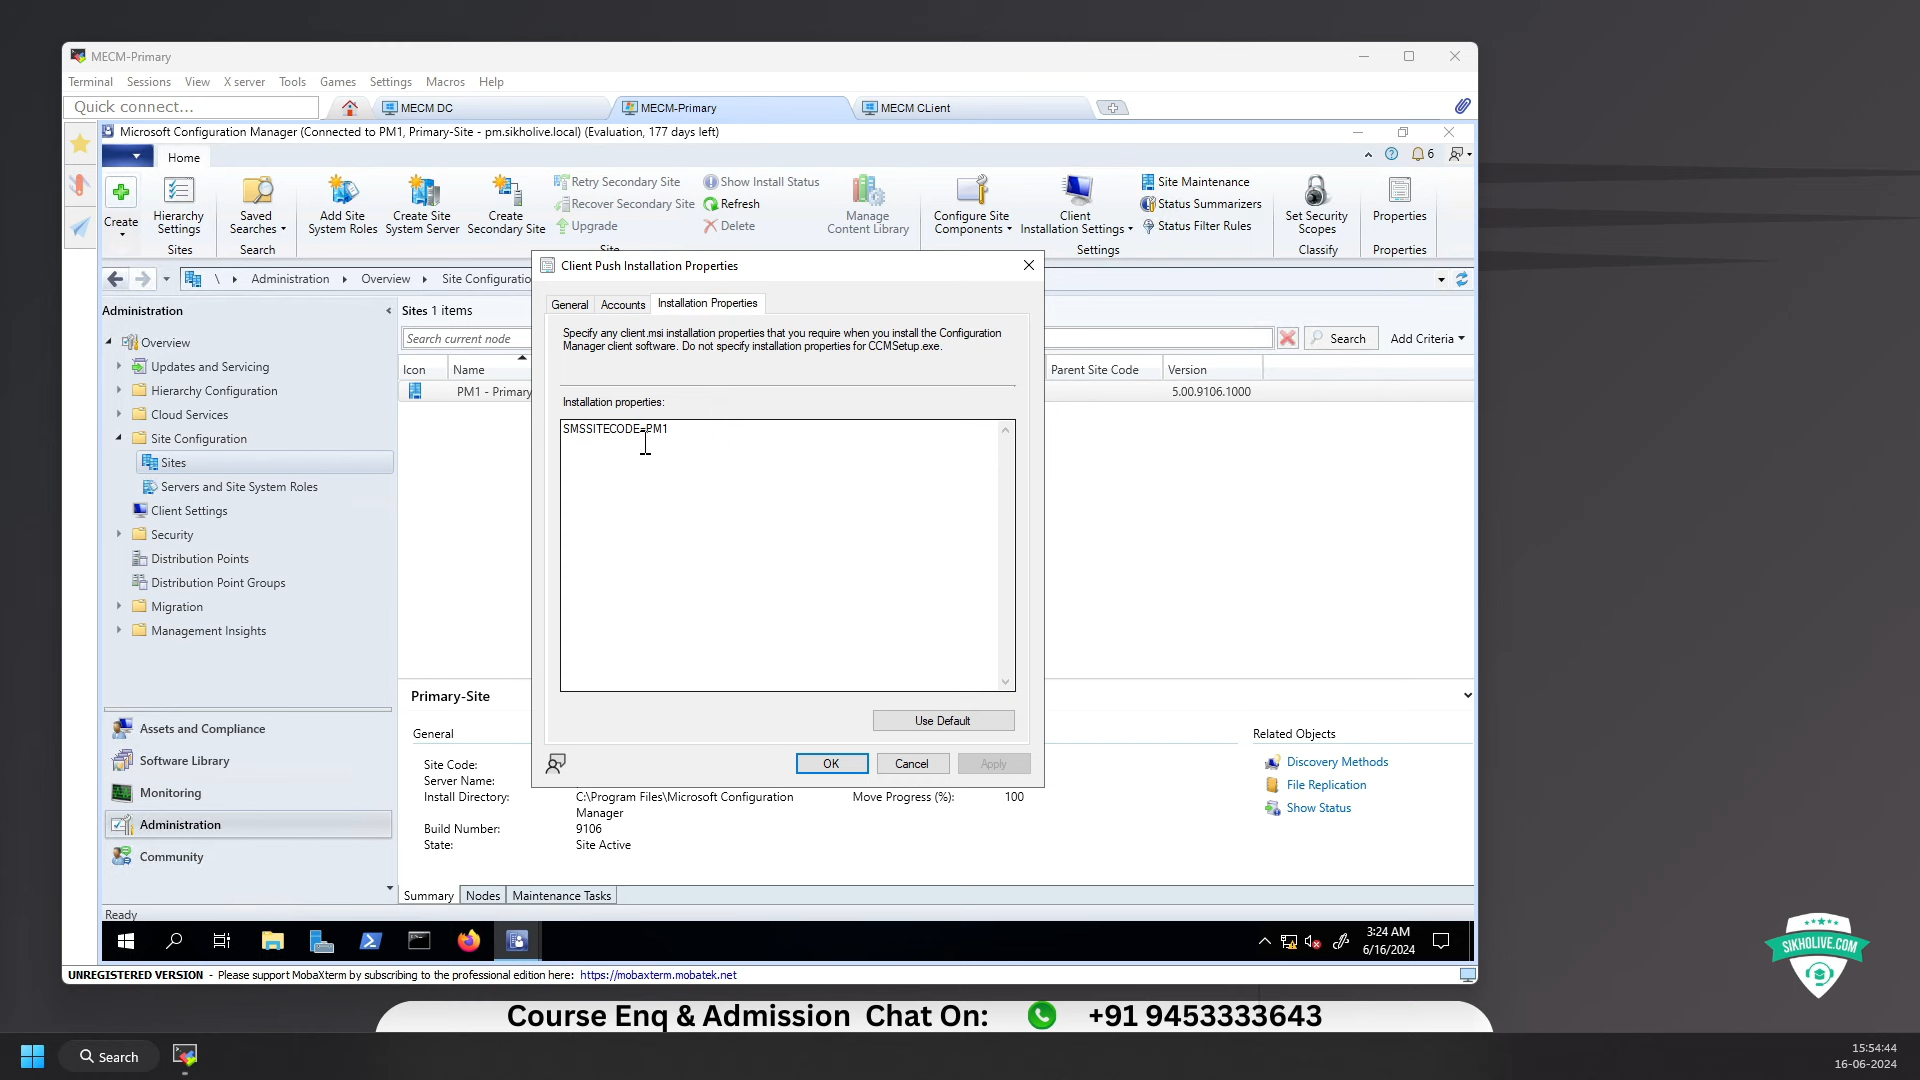 MECM-Primary
Terminal Sessions View X server Tools Games Settings Macros Help
Quick connect...
MECM DC
MECM-Primary
MECM CLient
Microsoft Configuration Manager (Connected to PM1, Primary-Site - pm.sikholive.local) (Evaluation, 177 days left)
Home
6
Create
Hierarchy Settings
Sites
Saved Searches
Search
Add Site System Roles
Create Site System Server
Create Secondary Site
Retry Secondary Site
Recover Secondary Site
Upgrade
Show Install Status
Refresh
Delete
Manage Content Library
Configure Site Components
Client Installation Settings
Site Maintenance
Status Summarizers
Status Filter Rules
Settings
Set Security Scopes
Classify
Properties
Properties
\ Administration Overview Site Configuratio
Administration
Overview
Updates and Servicing
Hierarchy Configuration
Cloud Services
Site Configuration
Sites
Servers and Site System Roles
Client Settings
Security
Distribution Points
Distribution Point Groups
Migration
Management Insights
Assets and Compliance
Software Library
Monitoring
Administration
Community
Sites 1 items
Search current node
Search
Add Criteria
Icon Name Parent Site Code Version
PM1 - Primary 5.00.9106.1000
Client Push Installation Properties
General Accounts Installation Properties
Specify any client.msi installation properties that you require when you install the Configuration
Manager client software. Do not specify installation properties for CCMSetup.exe.
Installation properties:
SMSSITECODE=PM1
Use Default
OK Cancel Apply
Primary-Site
General
Site Code:
Server Name:
Install Directory: C:\Program Files\Microsoft Configuration
Manager
Move Progress (%): 100
Build Number: 9106
State: Site Active
Related Objects
Discovery Methods
File Replication
Show Status
Summary Nodes Maintenance Tasks
Ready
3:24 AM
6/16/2024
UNREGISTERED VERSION - Please support MobaXterm by subscribing to the professional edition here: https://mobaxterm.mobatek.net
SIKHOLIVE.COM
Course Enq & Admission Chat On: +91 9453333643
Search
15:54:44
16-06-2024